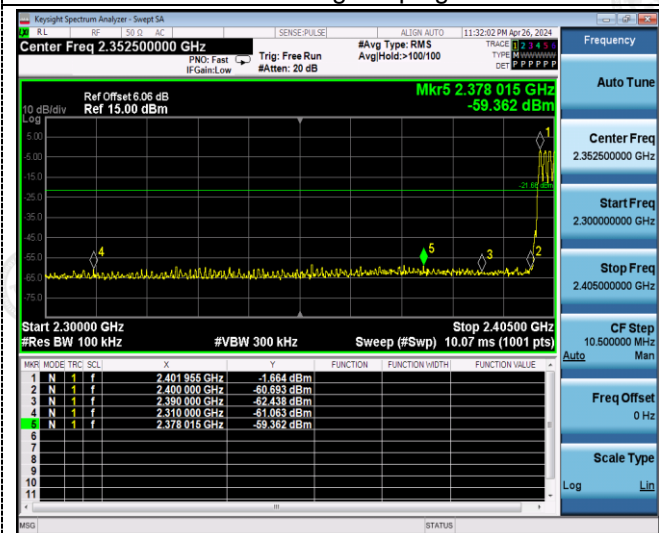 Keysight Spectrum Analyzer - Swept SA
RL RF 50 Ω AC SENSE:PULSE ALIGN AUTO 11:32:02 PM Apr 26, 2024
Center Freq 2.352500000 GHz
PNO: Fast
IFGain:Low
Trig: Free Run
#Atten: 20 dB
#Avg Type: RMS
Avg|Hold:>100/100
TRACE 1 2 3 4 5 6
TYPE M WWWWW
DET P P P P P P
Ref Offset 6.06 dB
10 dB/div Ref 15.00 dBm
Log
Mkr5 2.378 015 GHz
-59.362 dBm
5.00
-5.00
-15.0
-25.0
-35.0
-45.0
-55.0
-65.0
-75.0
1
4
5
3
2
Start 2.30000 GHz Stop 2.40500 GHz
#Res BW 100 kHz #VBW 300 kHz Sweep (#Swp) 10.07 ms (1001 pts)
MKR MODE TRC SCL X Y FUNCTION FUNCTION WIDTH FUNCTION VALUE
1 N 1 f 2.401 955 GHz -1.664 dBm
2 N 1 f 2.400 000 GHz -60.693 dBm
3 N 1 f 2.390 000 GHz -62.438 dBm
4 N 1 f 2.310 000 GHz -61.063 dBm
5 N 1 f 2.378 015 GHz -59.362 dBm
6
7
8
9
10
11
MSG STATUS
Frequency
Auto Tune
Center Freq
2.352500000 GHz
Start Freq
2.300000000 GHz
Stop Freq
2.405000000 GHz
CF Step
10.500000 MHz
Auto Man
Freq Offset
0 Hz
Scale Type
Log Lin